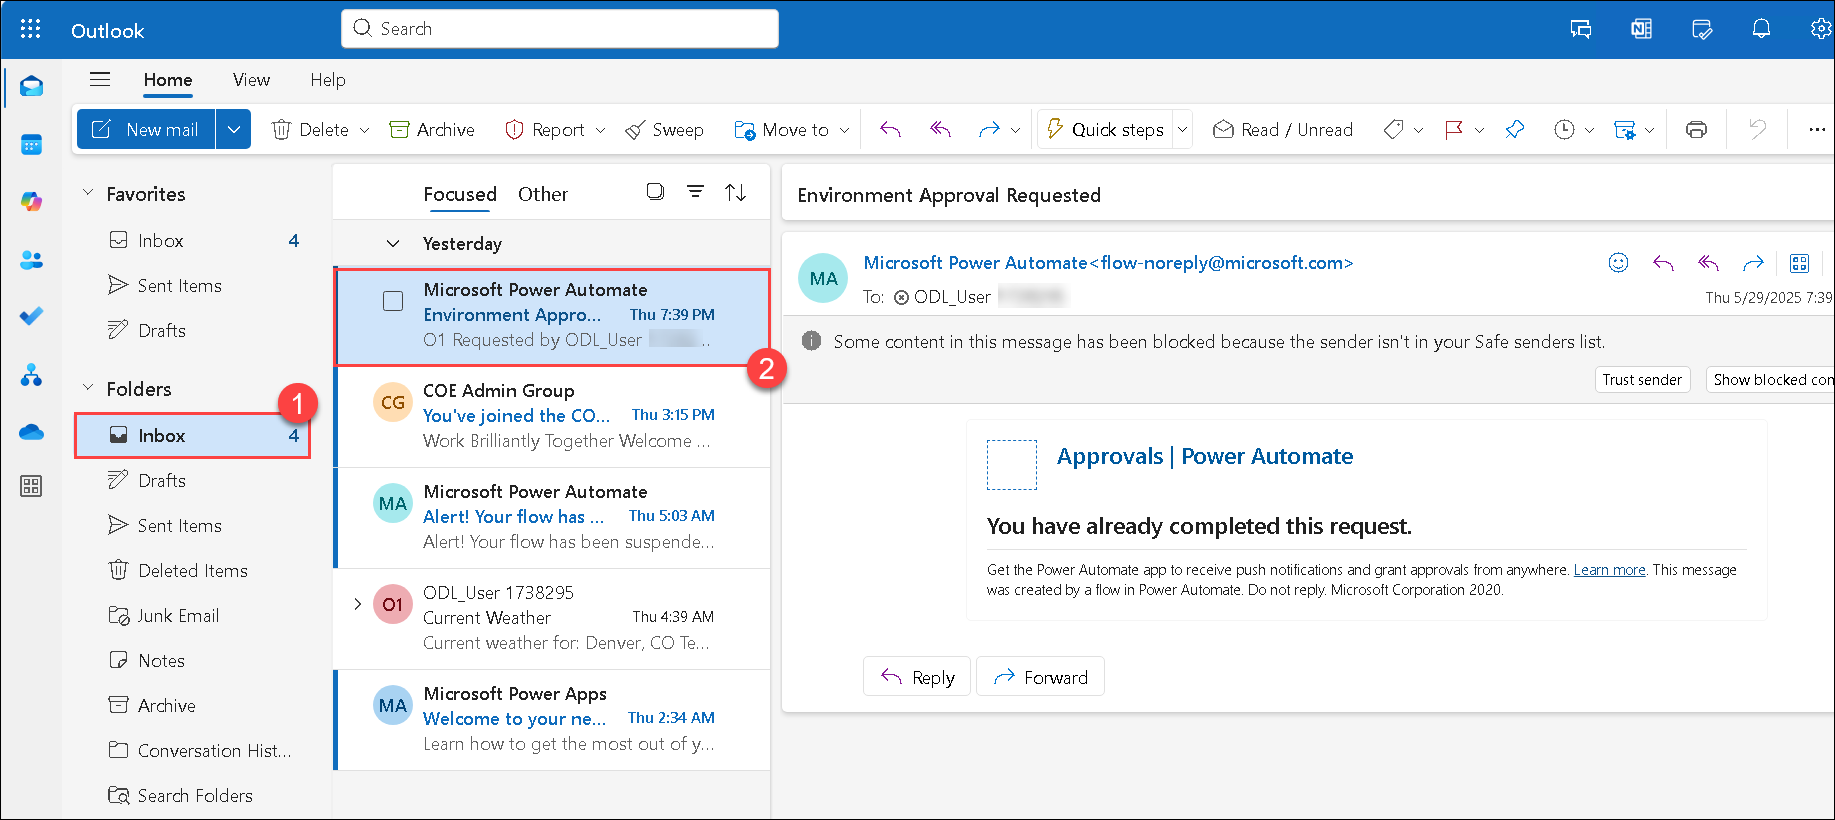 Outlook
Search
Home
View
Help
New mail
Delete
Archive
Report
Sweep
Move to
Quick steps
Read / Unread
Favorites
Inbox 4
Sent Items
Drafts
Folders
1
Inbox 4
Drafts
Sent Items
Deleted Items
Junk Email
Notes
Archive
Conversation Hist...
Search Folders
Focused Other
Yesterday
Microsoft Power Automate
Environment Appro... Thu 7:39 PM
O1 Requested by ODL_User ..
2
CG
COE Admin Group
You've joined the CO... Thu 3:15 PM
Work Brilliantly Together Welcome ...
MA
Microsoft Power Automate
Alert! Your flow has ... Thu 5:03 AM
Alert! Your flow has been suspende...
O1
ODL_User 1738295
Current Weather Thu 4:39 AM
Current weather for: Denver, CO Te...
MA
Microsoft Power Apps
Welcome to your ne... Thu 2:34 AM
Learn how to get the most out of y...
Environment Approval Requested
MA
Microsoft Power Automate<flow-noreply@microsoft.com>
To: ODL_User
Thu 5/29/2025 7:39
Some content in this message has been blocked because the sender isn't in your Safe senders list.
Trust sender
Show blocked con
Approvals | Power Automate
You have already completed this request.
Get the Power Automate app to receive push notifications and grant approvals from anywhere. Learn more. This message
was created by a flow in Power Automate. Do not reply. Microsoft Corporation 2020.
Reply
Forward